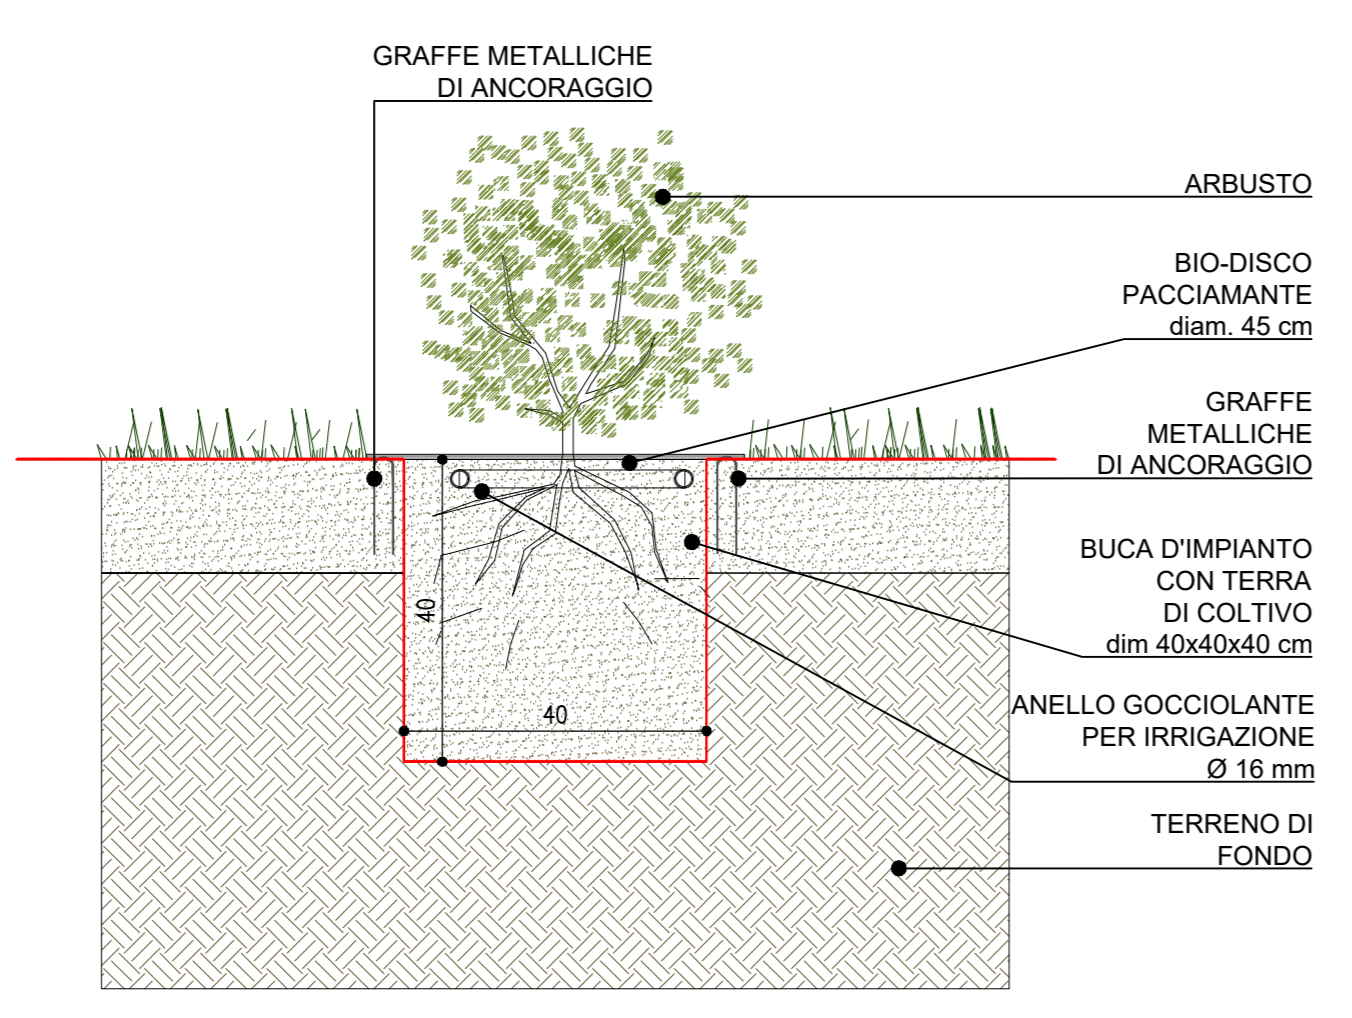 GRAFFE METALLICHE
DI ANCORAGGIO
ARBUSTO
BIO-DISCO
PACCIAMANTE
diam. 45 cm
GRAFFE
METALLICHE
DI ANCORAGGIO
BUCA D'IMPIANTO
CON TERRA
DI COLTIVO
dim 40x40x40 cm
40
40
ANELLO GOCCIOLANTE
PER IRRIGAZIONE
Ø 16 mm
TERRENO DI
FONDO